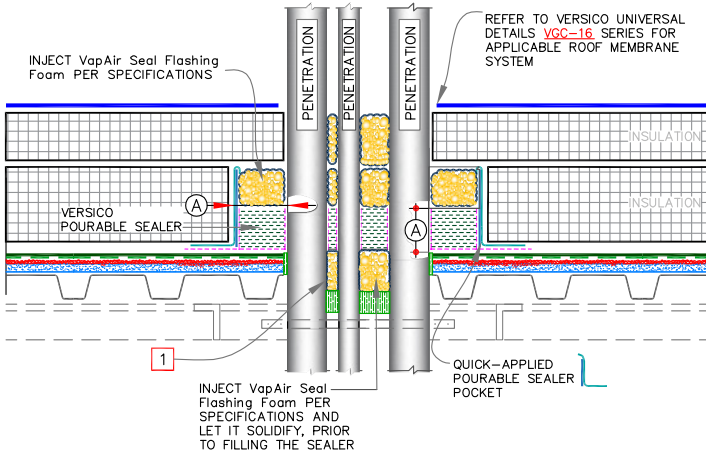 REFER TO VERSICO UNIVERSAL
DETAILS VGC-16 SERIES FOR
APPLICABLE ROOF MEMBRANE
SYSTEM
INJECT VapAir Seal Flashing
Foam PER SPECIFICATIONS
PENETRATION
PENETRATION
PENETRATION
INSULATION
INSULATION
A
VERSICO
POURABLE SEALER
A
1
QUICK-APPLIED
POURABLE SEALER
POCKET
INJECT VapAir Seal
Flashing Foam PER
SPECIFICATIONS AND
LET IT SOLIDIFY, PRIOR
TO FILLING THE SEALER